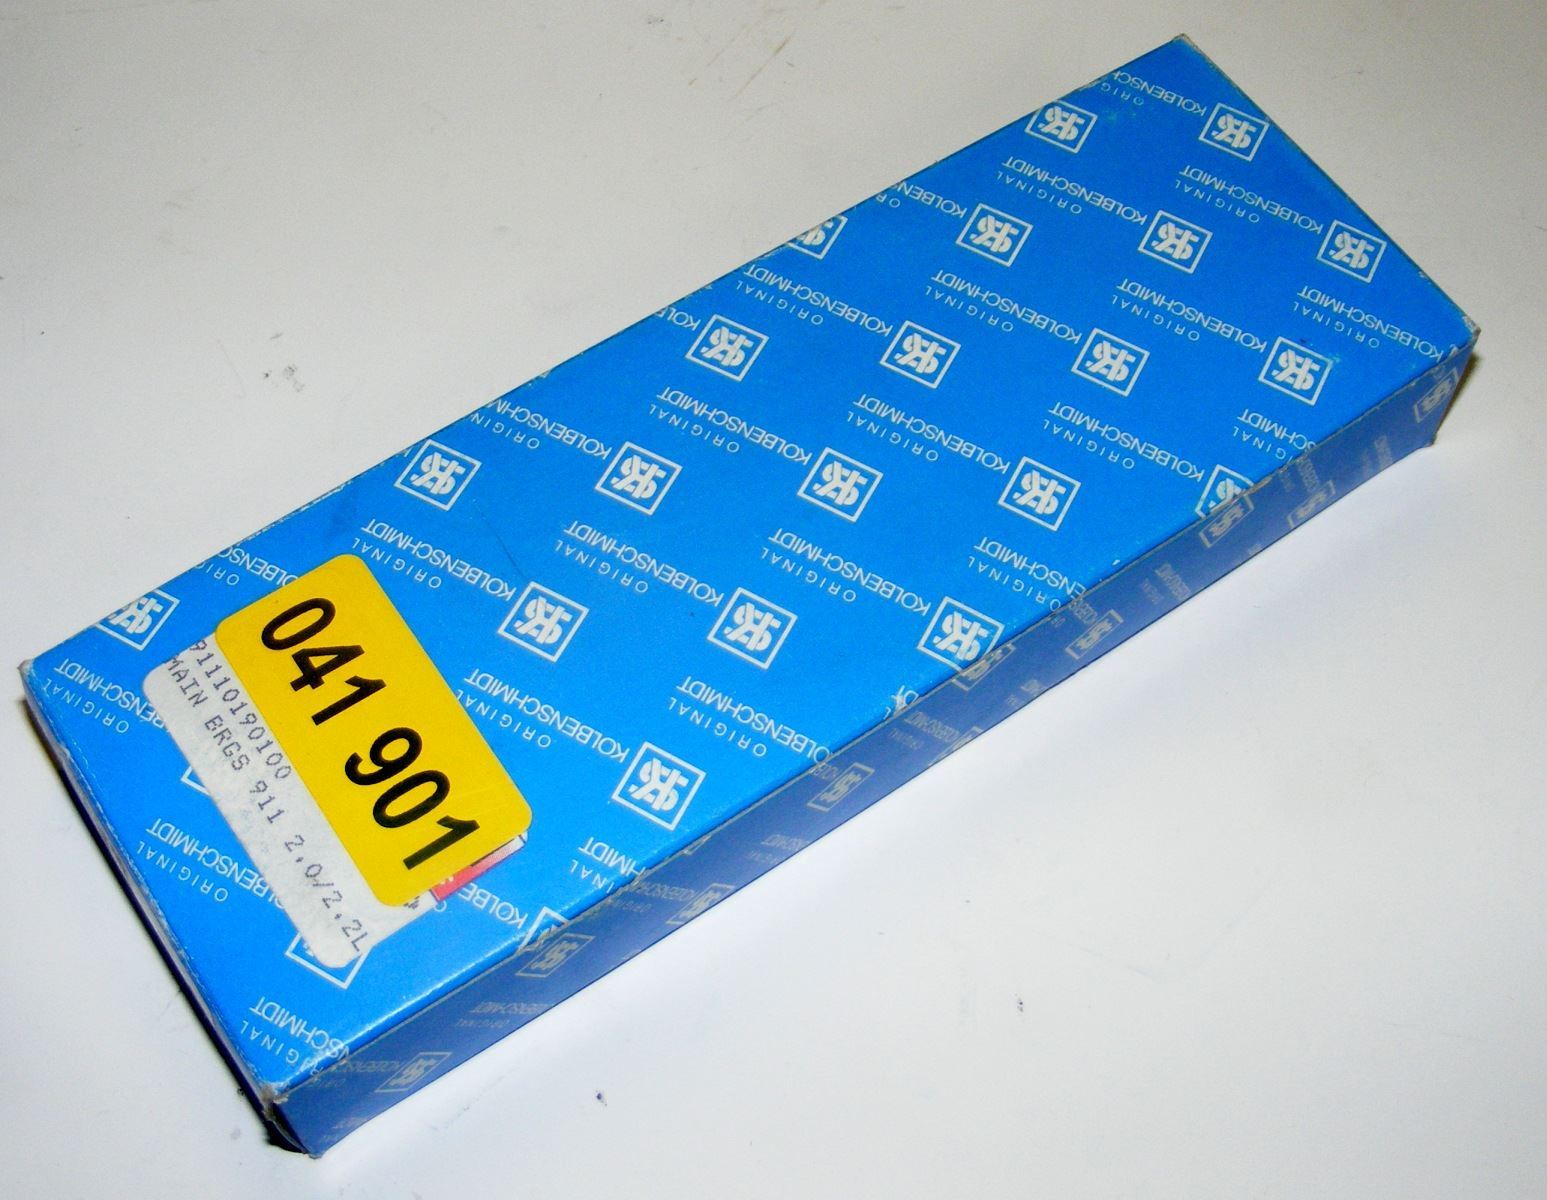 041 901
91110190100
MAIN BRGS 911 2.0/2.2L
KOLBENSCHMIDT
ORIGINAL